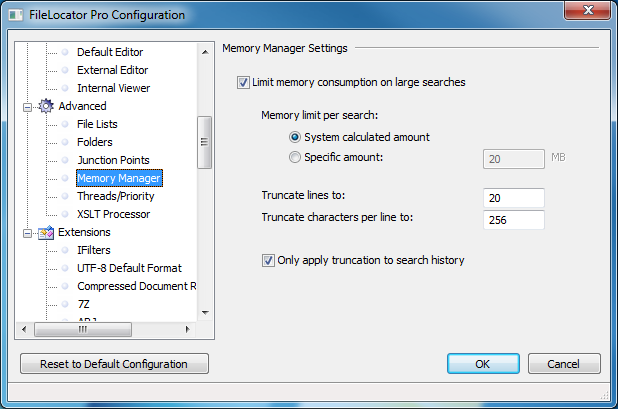 FileLocator Pro Configuration
Default Editor
External Editor
Internal Viewer
Advanced
File Lists
Folders
Junction Points
Memory Manager
Threads/Priority
XSLT Processor
Extensions
IFilters
UTF-8 Default Format
Compressed Document R
7Z
Memory Manager Settings
Limit memory consumption on large searches
Memory limit per search:
System calculated amount
Specific amount: 20 MB
Truncate lines to: 20
Truncate characters per line to: 256
Only apply truncation to search history
Reset to Default Configuration
OK
Cancel